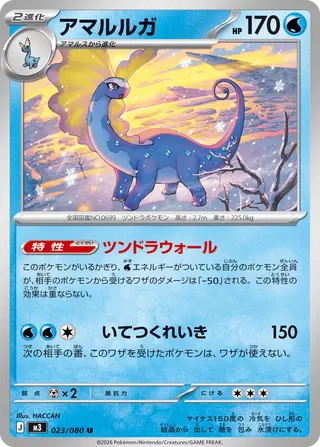 2進化
アマルルガ
HP 170
アマルスから進化
全国図鑑NO.0699 ツンドラポケモン 高さ:2.7m 重さ:225.0kg
特性 とくせい ツンドラウォール
このポケモンがいるかぎり、水エネルギーがついている自分のポケモン全員
が、相手のポケモンから受けるワザのダメージは「-50」される。この特性の
効果は重ならない。
いてつくれいき 150
次の相手の番、このワザを受けたポケモンは、ワザが使えない。
弱点 ×2 抵抗力 にげる
Illus. HACCAN
J m3 023/080 U
マイナス150度の、冷気の
結晶から 出して 敵を 包み 氷漬けにする。
©2026 Pokémon/Nintendo/Creatures/GAME FREAK.